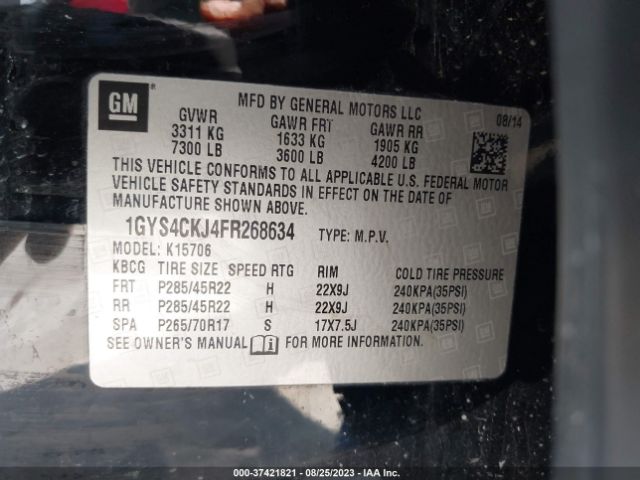 GM
®
MFD BY GENERAL MOTORS LLC
08/14
GVWR GAWR FRT GAWR RR
3311 KG 1633 KG 1905 KG
7300 LB 3600 LB 4200 LB
THIS VEHICLE CONFORMS TO ALL APPLICABLE U.S. FEDERAL MOTOR
VEHICLE SAFETY STANDARDS IN EFFECT ON THE DATE OF
MANUFACTURE SHOWN ABOVE.
1GYS4CKJ4FR268634 TYPE: M.P.V.
MODEL: K15706
KBCG TIRE SIZE SPEED RTG RIM COLD TIRE PRESSURE
FRT P285/45R22 H 22X9J 240KPA(35PSI)
RR P285/45R22 H 22X9J 240KPA(35PSI)
SPA P265/70R17 S 17X7.5J 240KPA(35PSI)
SEE OWNER'S MANUAL FOR MORE INFORMATION.
000-37421821 - 08/25/2023 - IAA Inc.